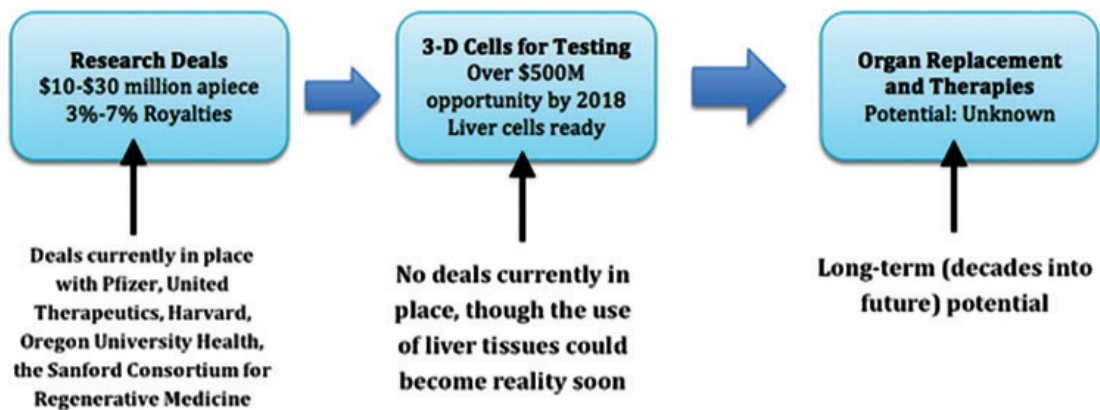 Research Deals
$10-$30 million apiece
3%-7% Royalties
3-D Cells for Testing
Over $500M
opportunity by 2018
Liver cells ready
Organ Replacement
and Therapies
Potential: Unknown
Deals currently in place
with Pfizer, United
Therapeutics, Harvard,
Oregon University Health,
the Sanford Consortium for
Regenerative Medicine
No deals currently in
place, though the use
of liver tissues could
become reality soon
Long-term (decades into
future) potential